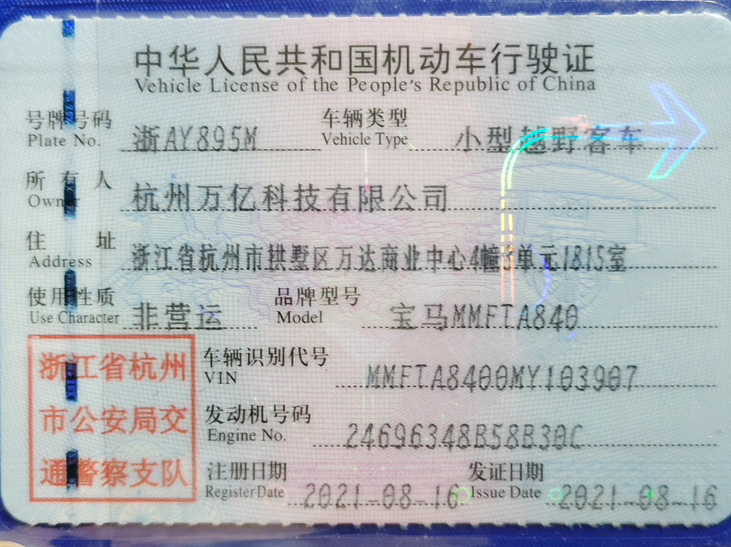 中华人民共和国机动车行驶证
Vehicle License of the People's Republic of China
号牌号码 浙AY895M 车辆类型 小型越野客车
Plate No. Vehicle Type
所有人 杭州万亿科技有限公司
Owner
住址 浙江省杭州市拱墅区万达商业中心4幢3单元1815室
Address
使用性质 非营运 品牌型号 宝马MMFTA840
Use Character Model
浙江省杭州
市公安局交
通警察支队
车辆识别代号 MMFTA8400MY103907
VIN
发动机号码 24696348B58B30C
Engine No.
注册日期 2021-08-16 发证日期 2021-08-16
Register Date Issue Date